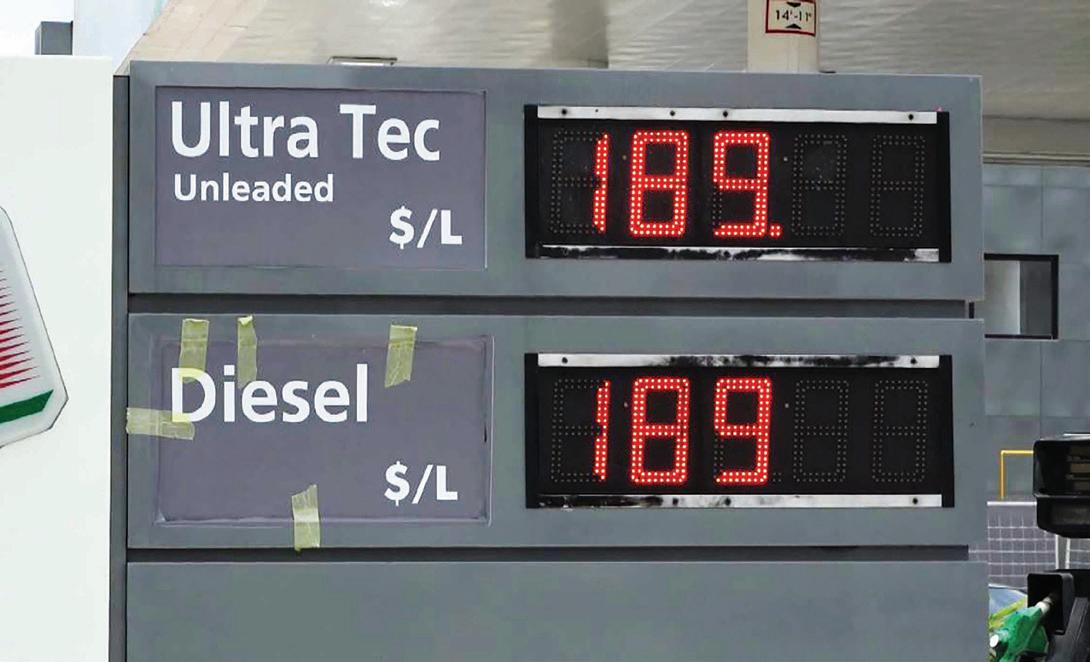 14'-11"
Ultra Tec
Unleaded
$/L
189.
Diesel
$/L
189